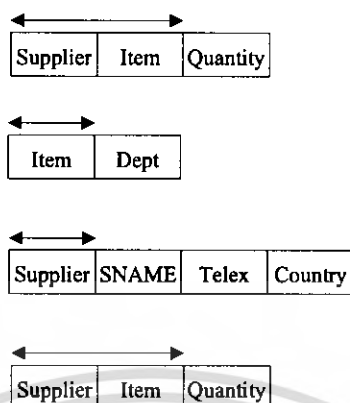 Supplier Item Quantity
Item Dept
Supplier SNAME Telex Country
Supplier Item Quantity